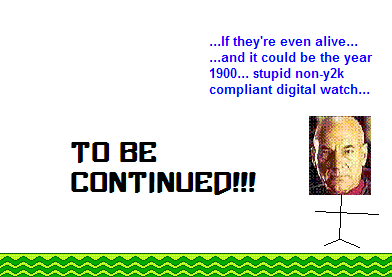 ...If they're even alive...
...and it could be the year
1900... stupid non-y2k
compliant digital watch...
TO BE
CONTINUED!!!